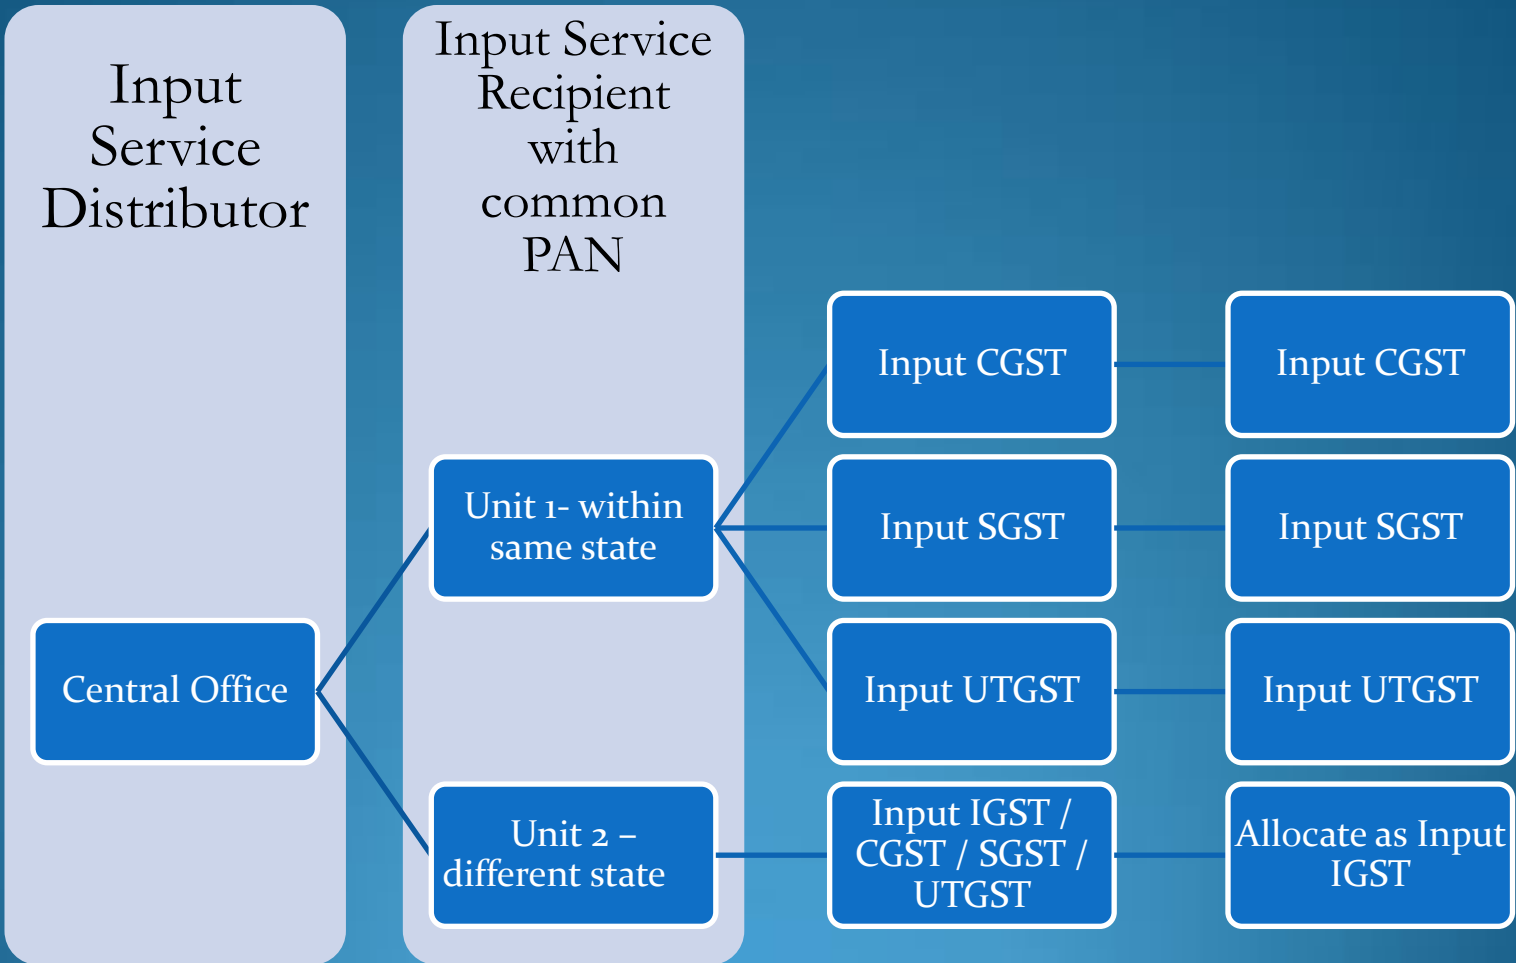 Input
Service
Distributor
Input Service
Recipient
with
common
PAN
Central Office
Unit 1- within
same state
Unit 2 –
different state
Input CGST
Input SGST
Input UTGST
Input IGST /
CGST / SGST /
UTGST
Input CGST
Input SGST
Input UTGST
Allocate as Input
IGST